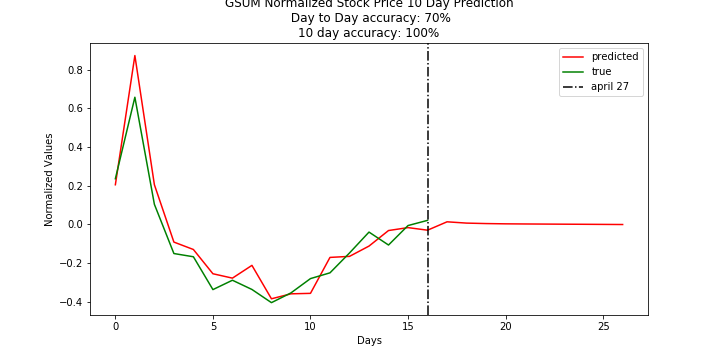 GSUM Normalized Stock Price 10 Day Prediction
Day to Day accuracy: 70%
10 day accuracy: 100%
predicted
true
april 27
Normalized Values
0.8
0.6
0.4
0.2
0.0
−0.2
−0.4
0
5
10
15
20
25
Days